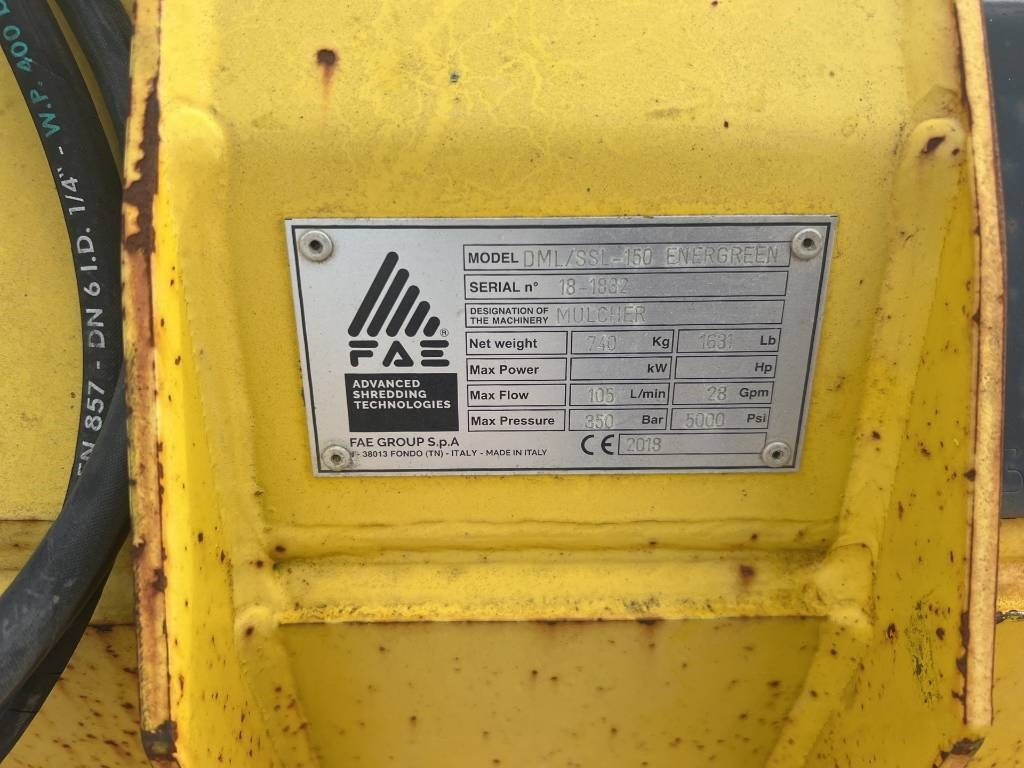 W.P. 400
EN 857 - DN 6 I.D. 1/4" -
FAE®
ADVANCED
SHREDDING
TECHNOLOGIES
FAE GROUP S.p.A
- 38013 FONDO (TN) - ITALY - MADE IN ITALY
MODEL DML/SSL-150 ENERGREEN
SERIAL n° 18-1832
DESIGNATION OF
THE MACHINERY MULCHER
Net weight 740 Kg 1631 Lb
Max Power kW Hp
Max Flow 105 L/min 28 Gpm
Max Pressure 350 Bar 5000 Psi
CE 2018